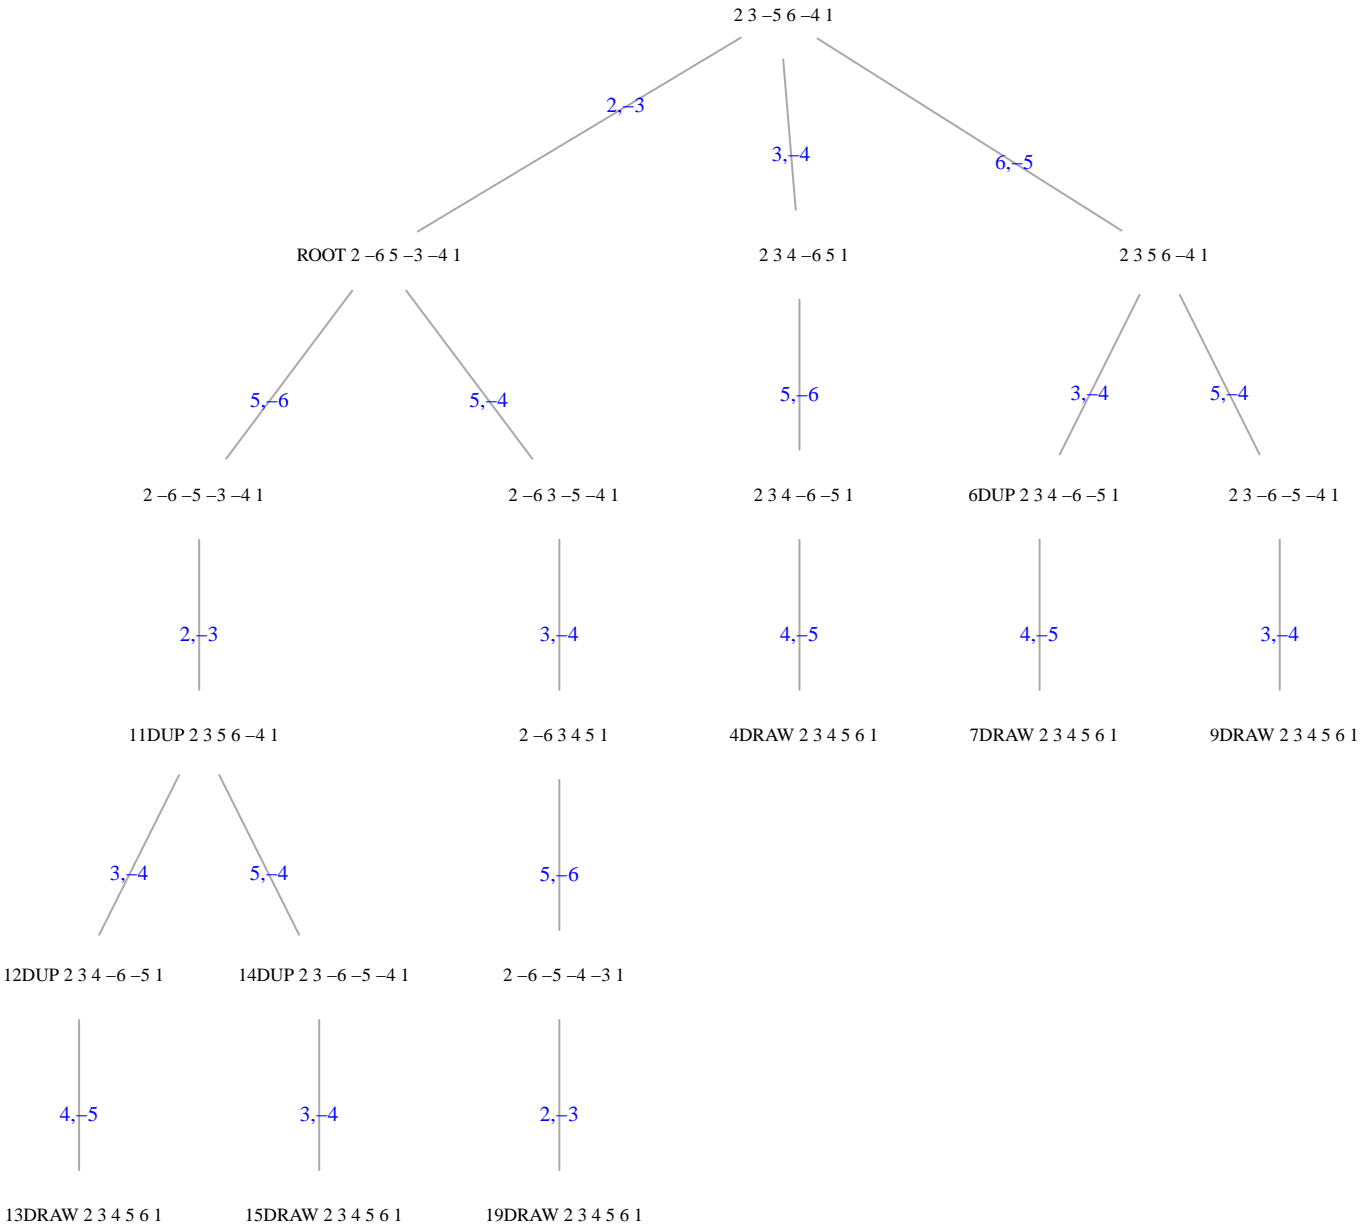 2 3 –5 6 –4 1
2,–3
3,–4
6,–5
ROOT 2 –6 5 –3 –4 1
2 3 4 –6 5 1
2 3 5 6 –4 1
5,–6
5,–4
5,–6
3,–4
5,–4
2 –6 –5 –3 –4 1
2 –6 3 –5 –4 1
2 3 4 –6 –5 1
6DUP 2 3 4 –6 –5 1
2 3 –6 –5 –4 1
2,–3
3,–4
4,–5
4,–5
3,–4
11DUP 2 3 5 6 –4 1
2 –6 3 4 5 1
4DRAW 2 3 4 5 6 1
7DRAW 2 3 4 5 6 1
9DRAW 2 3 4 5 6 1
3,–4
5,–4
5,–6
12DUP 2 3 4 –6 –5 1
14DUP 2 3 –6 –5 –4 1
2 –6 –5 –4 –3 1
4,–5
3,–4
2,–3
13DRAW 2 3 4 5 6 1
15DRAW 2 3 4 5 6 1
19DRAW 2 3 4 5 6 1